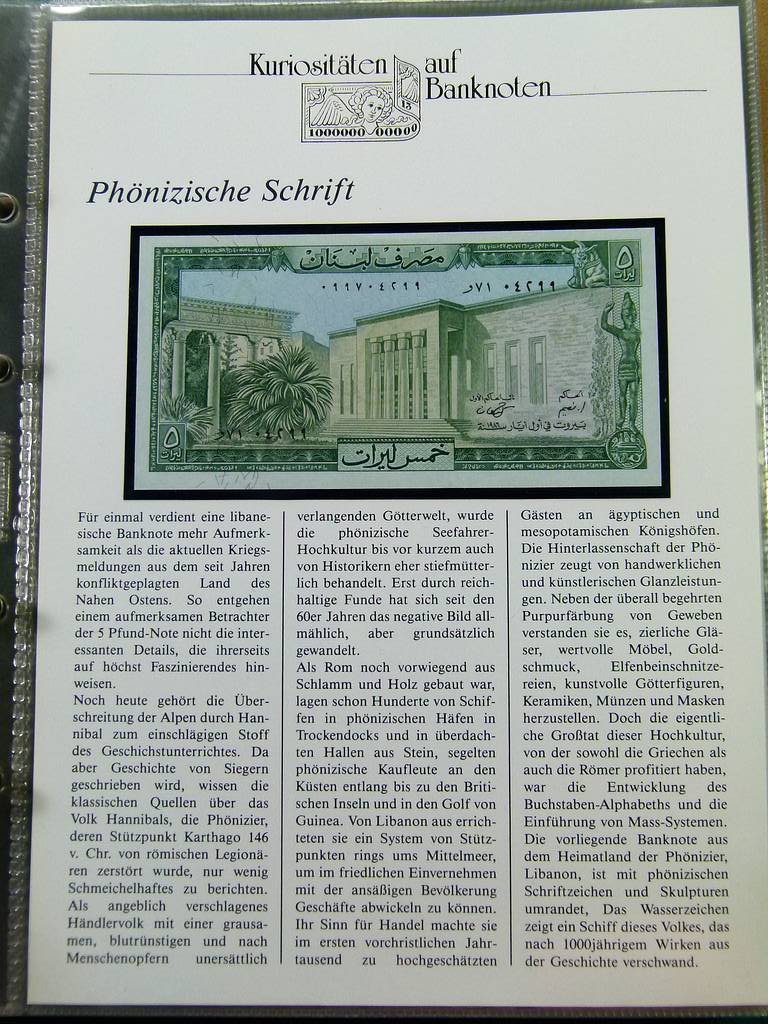 Kuriositäten auf
Banknoten
1000000 00000
Phönizische Schrift
مصرف لبنان
٥
ليرات
٠٩٩٧٠٤٢٩٩
٧١ ٠٤٢٩٩
الحاكم
بيروت في أول أيار سنة ١٩٨٦
٥
ليرات
٧١ ٠٤٢٩٩
خمس ليرات
Für einmal verdient eine libane-
sische Banknote mehr Aufmerk-
samkeit als die aktuellen Kriegs-
meldungen aus dem seit Jahren
konfliktgeplagten Land des
Nahen Ostens. So entgehen
einem aufmerksamen Betrachter
der 5 Pfund-Note nicht die inter-
essanten Details, die ihrerseits
auf höchst Faszinierendes hin-
weisen.
Noch heute gehört die Über-
schreitung der Alpen durch Han-
nibal zum einschlägigen Stoff
des Geschichstunterrichtes. Da
aber Geschichte von Siegern
geschrieben wird, wissen die
klassischen Quellen über das
Volk Hannibals, die Phönizier,
deren Stützpunkt Karthago 146
v. Chr. von römischen Legionä-
ren zerstört wurde, nur wenig
Schmeichelhaftes zu berichten.
Als angeblich verschlagenes
Händlervolk mit einer grausa-
men, blutrünstigen und nach
Menschenopfern unersättlich
verlangenden Götterwelt, wurde
die phönizische Seefahrer-
Hochkultur bis vor kurzem auch
von Historikern eher stiefmütter-
lich behandelt. Erst durch reich-
haltige Funde hat sich seit den
60er Jahren das negative Bild all-
mählich, aber grundsätzlich
gewandelt.
Als Rom noch vorwiegend aus
Schlamm und Holz gebaut war,
lagen schon Hunderte von Schif-
fen in phönizischen Häfen in
Trockendocks und in überdach-
ten Hallen aus Stein, segelten
phönizische Kaufleute an den
Küsten entlang bis zu den Briti-
schen Inseln und in den Golf von
Guinea. Von Libanon aus errich-
teten sie ein System von Stütz-
punkten rings ums Mittelmeer,
um im friedlichen Einvernehmen
mit der ansäßigen Bevölkerung
Geschäfte abwickeln zu können.
Ihr Sinn für Handel machte sie
im ersten vorchristlichen Jahr-
tausend zu hochgeschätzten
Gästen an ägyptischen und
mesopotamischen Königshöfen.
Die Hinterlassenschaft der Phö-
nizier zeugt von handwerklichen
und künstlerischen Glanzleistun-
gen. Neben der überall begehrten
Purpurfärbung von Geweben
verstanden sie es, zierliche Glä-
ser, wertvolle Möbel, Gold-
schmuck, Elfenbeinschnitze-
reien, kunstvolle Götterfiguren,
Keramiken, Münzen und Masken
herzustellen. Doch die eigentli-
che Großtat dieser Hochkultur,
von der sowohl die Griechen als
auch die Römer profitiert haben,
war die Entwicklung des
Buchstaben-Alphabeths und die
Einführung von Mass-Systemen.
Die vorliegende Banknote aus
dem Heimatland der Phönizier,
Libanon, ist mit phönizischen
Schriftzeichen und Skulpturen
umrandet, Das Wasserzeichen
zeigt ein Schiff dieses Volkes, das
nach 1000jährigem Wirken aus
der Geschichte verschwand.